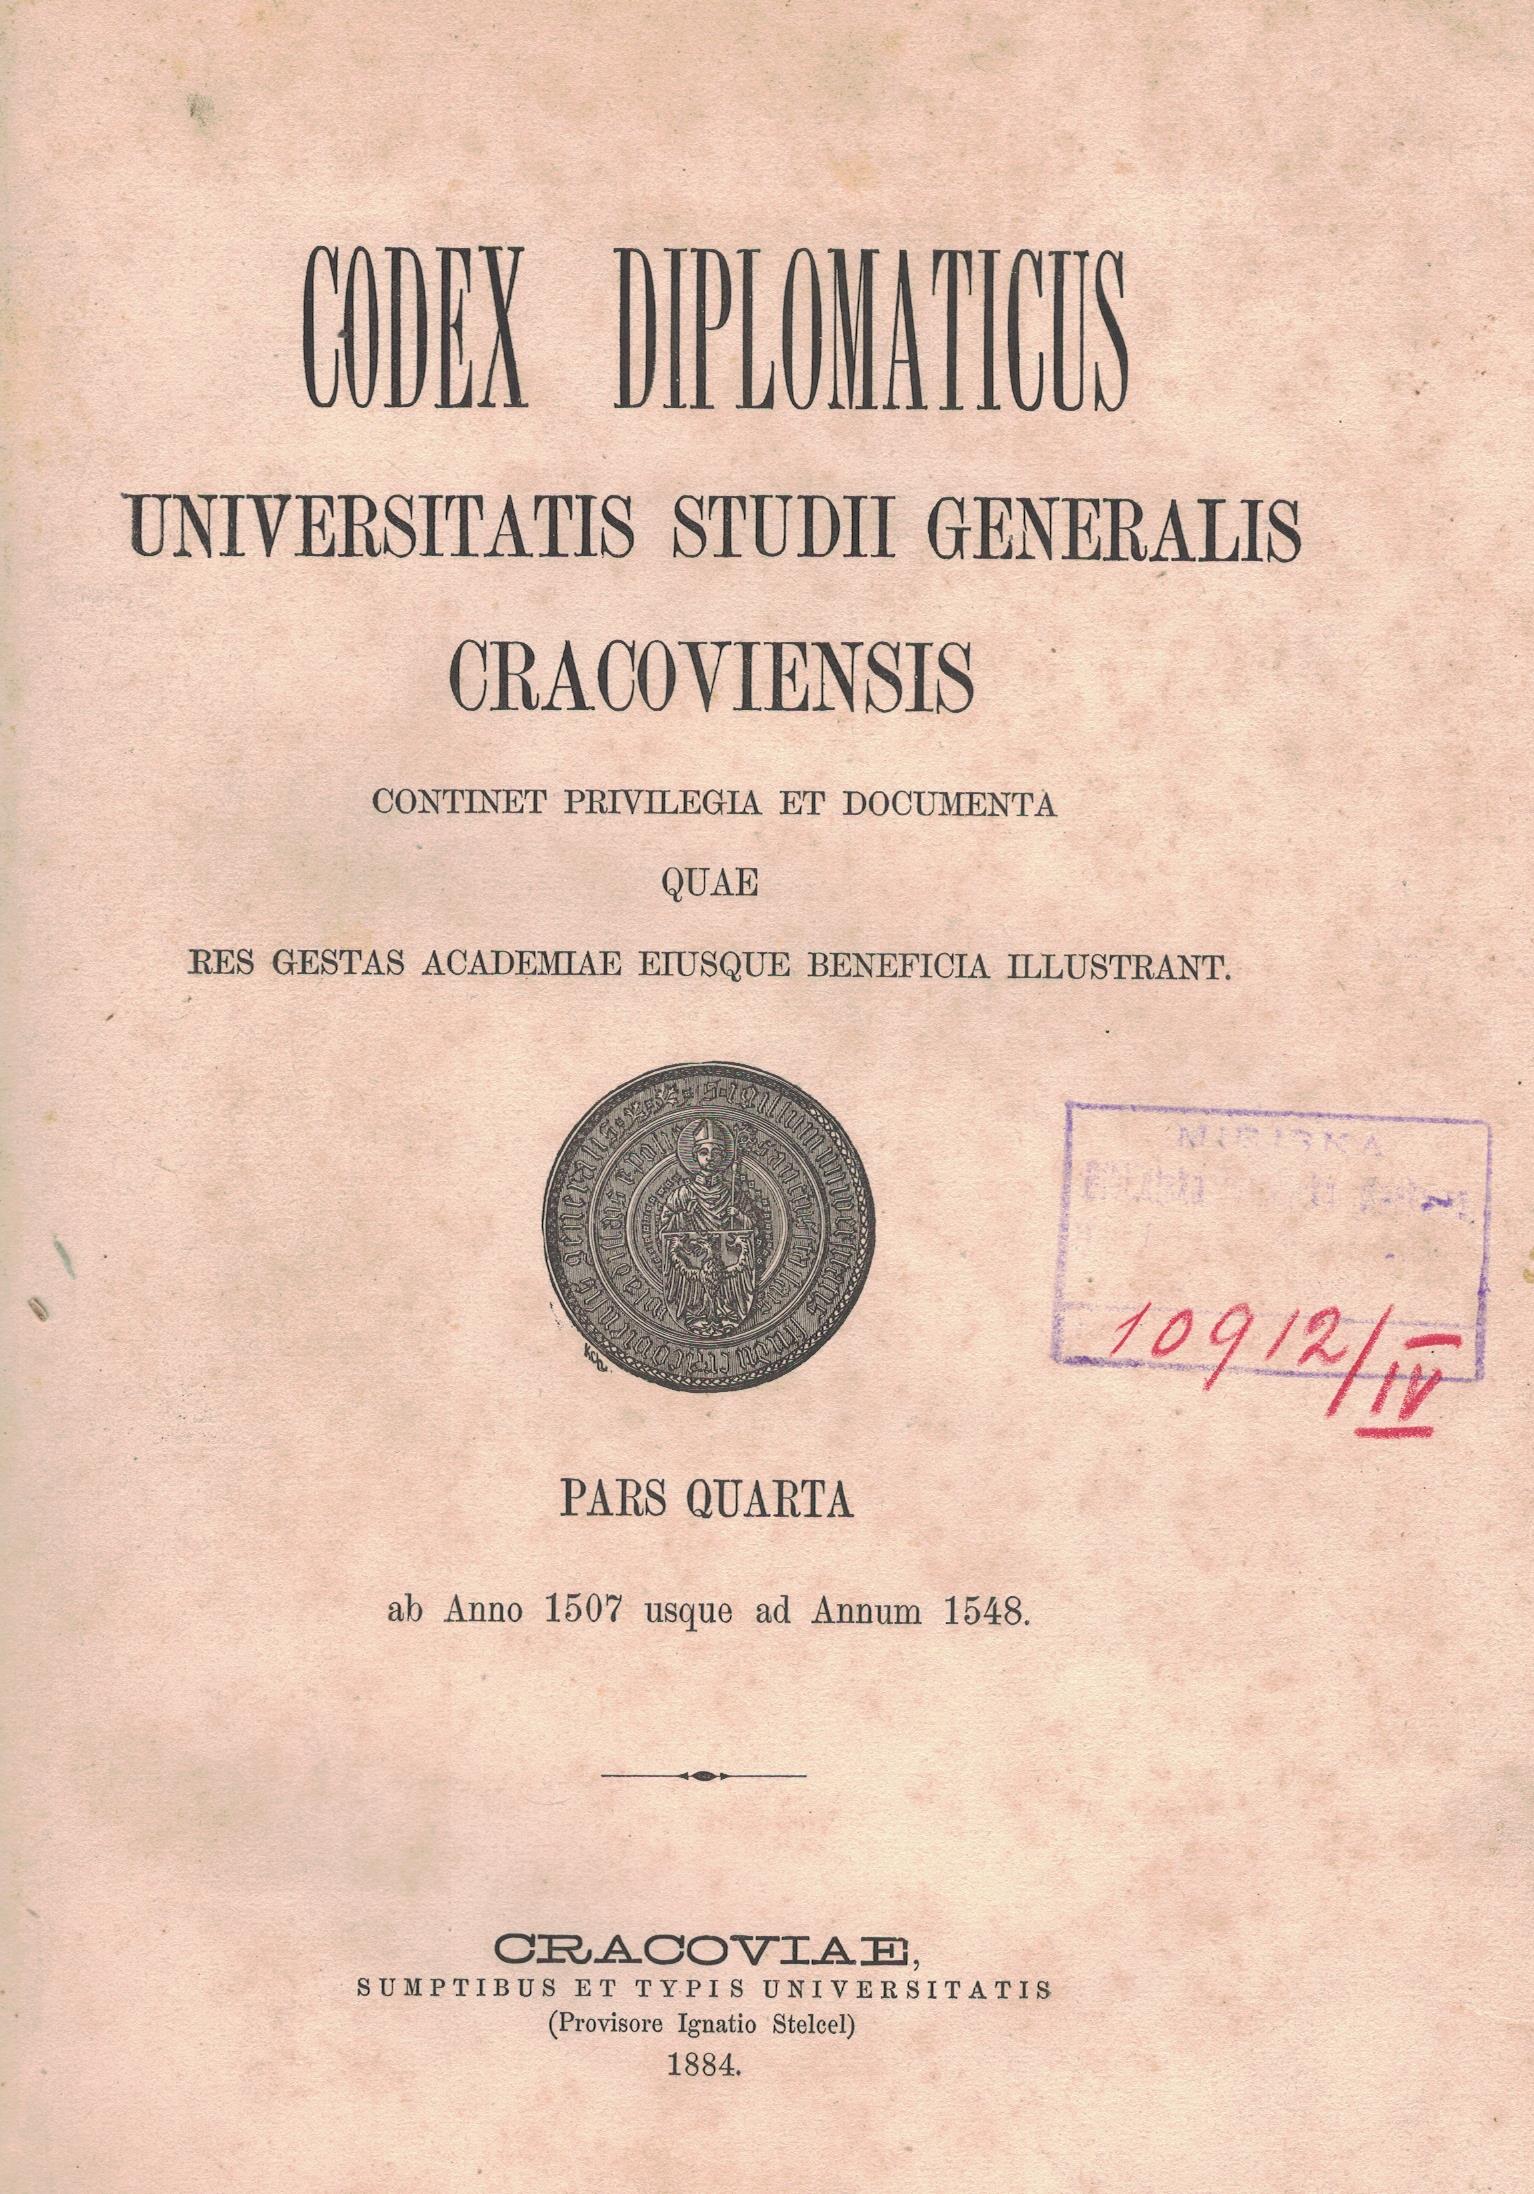 CODEX DIPLOMATICUS
UNIVERSITATIS STUDII GENERALIS
CRACOVIENSIS
CONTINET PRIVILEGIA ET DOCUMENTA
QUAE
RES GESTAS ACADEMIAE EIUSQUE BENEFICIA ILLUSTRANT.
10912/IV
PARS QUARTA
ab Anno 1507 usque ad Annum 1548.
CRACOVIAE,
SUMPTIBUS ET TYPIS UNIVERSITATIS
(Provisore Ignatio Stelcel)
1884.